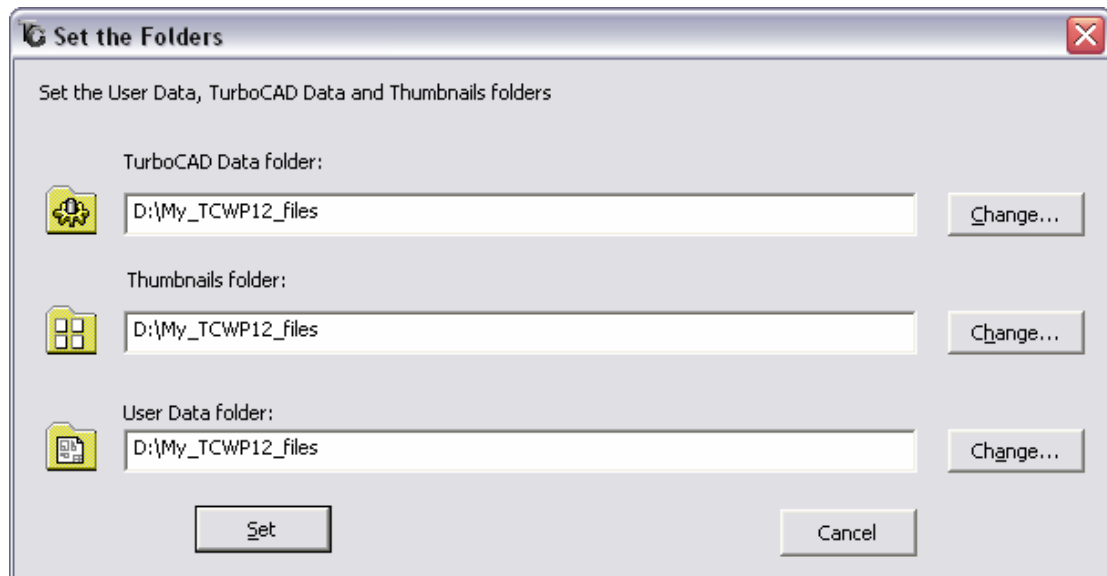 Set the Folders
Set the User Data, TurboCAD Data and Thumbnails folders
TurboCAD Data folder:
D:\My_TCWP12_files
Change...
Thumbnails folder:
D:\My_TCWP12_files
Change...
User Data folder:
D:\My_TCWP12_files
Change...
Set
Cancel